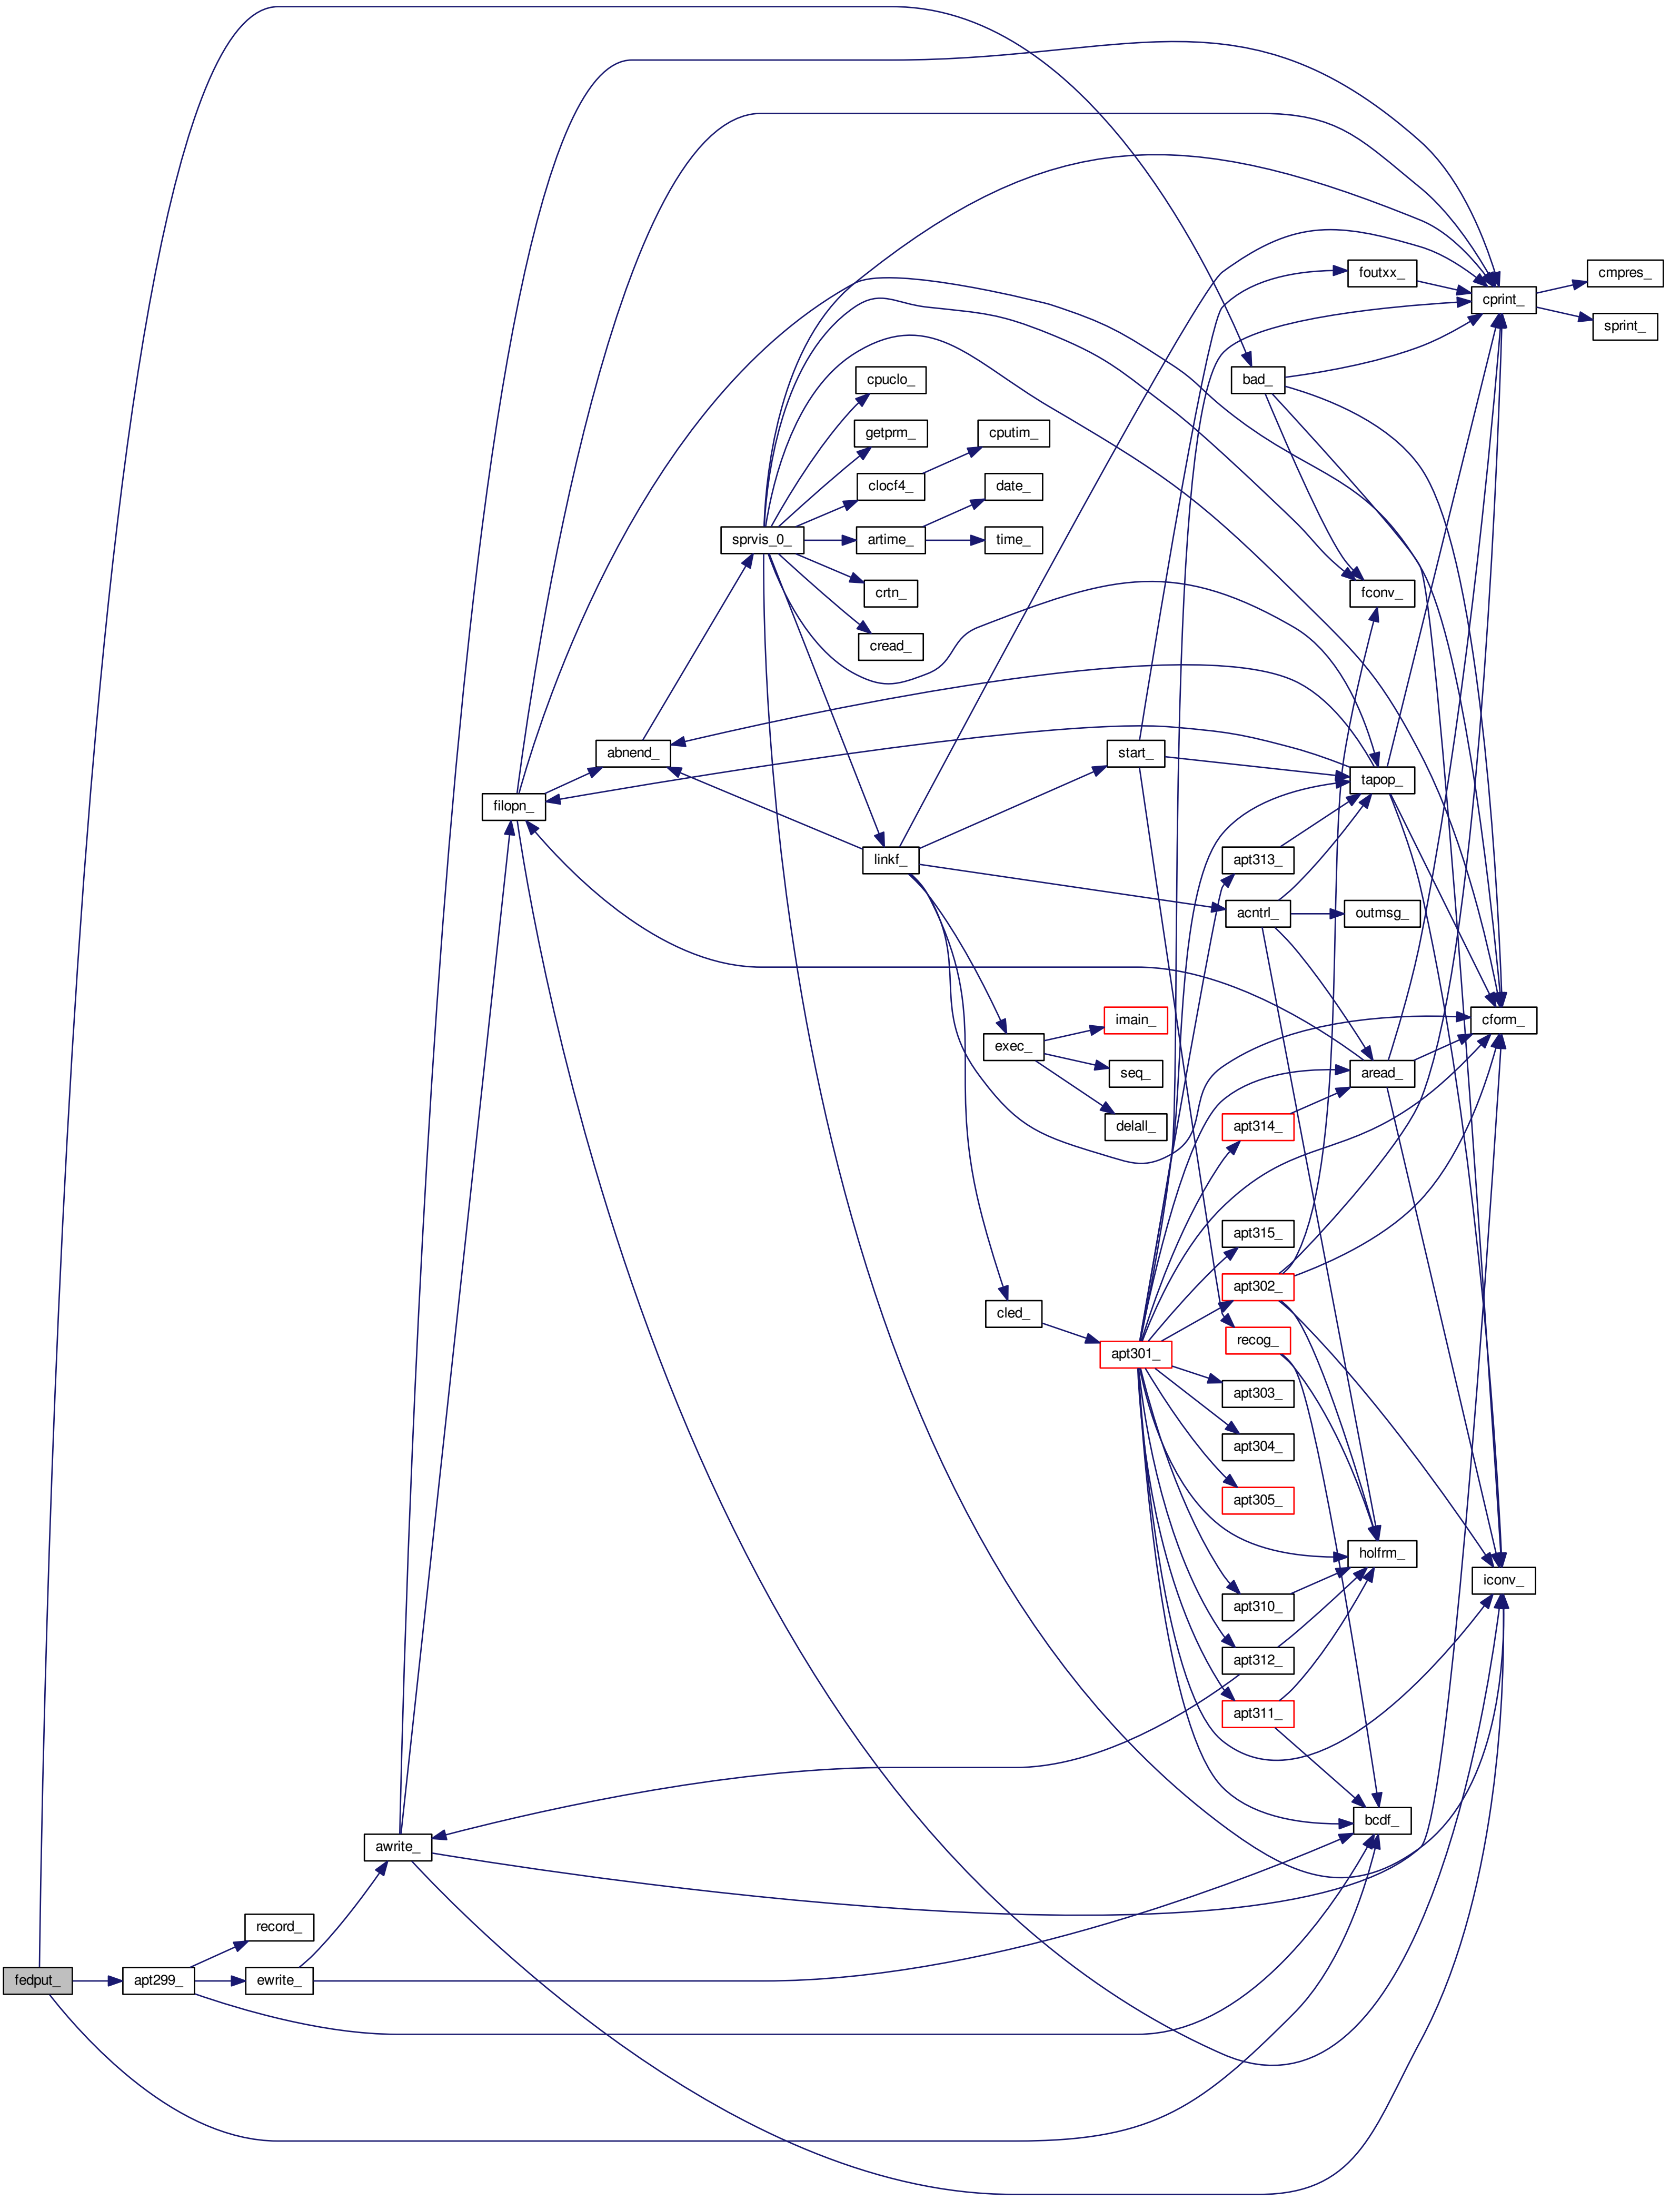 foutxx_
cmpres_
cprint_
sprint_
cpuclo_
bad_
getprm_
cputim_
clocf4_
date_
sprvis_0_
artime_
time_
crtn_
fconv_
cread_
abnend_
start_
tapop_
filopn_
linkf_
apt313_
acntrl_
outmsg_
imain_
cform_
exec_
seq_
aread_
delall_
apt314_
apt315_
apt302_
cled_
recog_
apt301_
apt303_
apt304_
apt305_
holfrm_
iconv_
apt310_
apt312_
apt311_
bcdf_
awrite_
record_
fedput_
apt299_
ewrite_